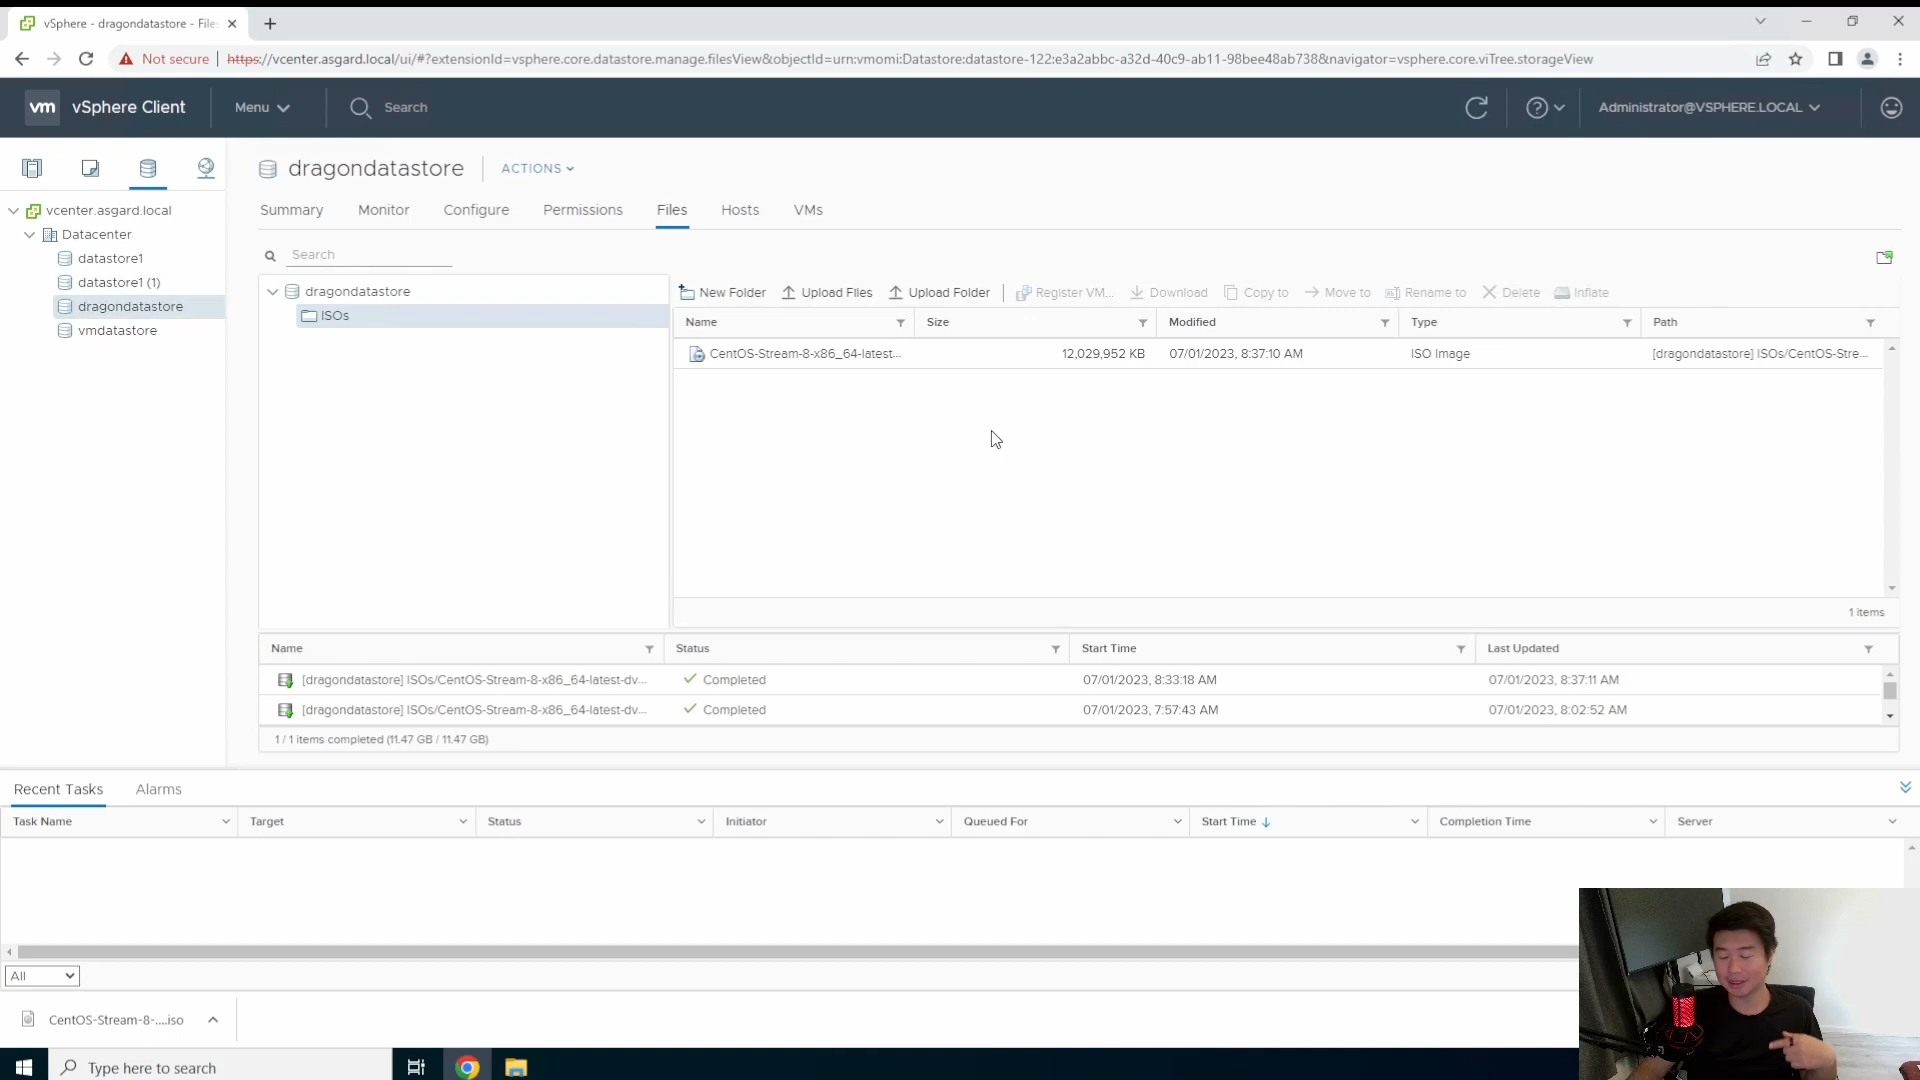 vSphere - dragondatastore - File
Not secure
https://vcenter.asgard.local/ui/#?extensionId=vsphere.core.datastore.manage.filesView&objectId=urn:vmomi:Datastore:datastore-122:e3a2abbc-a32d-40c9-ab11-98bee48ab738&navigator=vsphere.core.viTree.storageView
vm vSphere Client Menu Search Administrator@VSPHERE.LOCAL
dragondatastore ACTIONS
Summary Monitor Configure Permissions Files Hosts VMs
vcenter.asgard.local
Datacenter
datastore1
datastore1 (1)
dragondatastore
vmdatastore
Search
dragondatastore
ISOs
New Folder Upload Files Upload Folder Register VM... Download Copy to Move to Rename to Delete Inflate
Name Size Modified Type Path
CentOS-Stream-8-x86_64-latest... 12,029,952 KB 07/01/2023, 8:37:10 AM ISO Image [dragondatastore] ISOs/CentOS-Stre...
1 items
Name Status Start Time Last Updated
[dragondatastore] ISOs/CentOS-Stream-8-x86_64-latest-dv... Completed 07/01/2023, 8:33:18 AM 07/01/2023, 8:37:11 AM
[dragondatastore] ISOs/CentOS-Stream-8-x86_64-latest-dv... Completed 07/01/2023, 7:57:43 AM 07/01/2023, 8:02:52 AM
1 / 1 items completed (11.47 GB / 11.47 GB)
Recent Tasks Alarms
Task Name Target Status Initiator Queued For Start Time Completion Time Server
All
CentOS-Stream-8-....iso
Type here to search